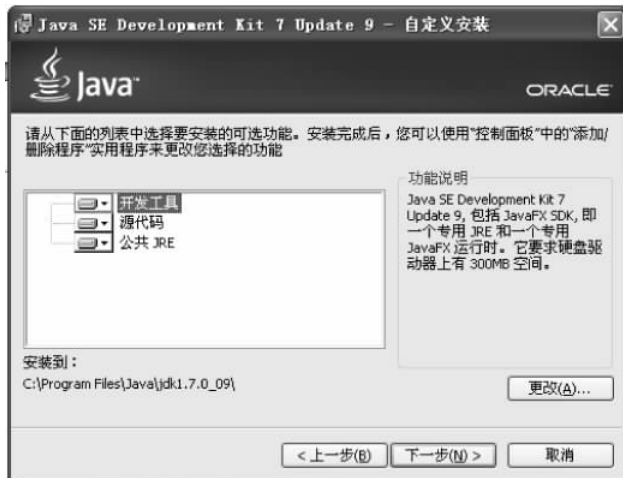 Java SE Development Kit 7 Update 9 - 自定义安装
Java™
ORACLE
请从下面的列表中选择要安装的可选功能。安装完成后，您可以使用"控制面板"中的"添加/
删除程序"实用程序来更改您选择的功能
功能说明
开发工具
源代码
公共 JRE
Java SE Development Kit 7
Update 9, 包括 JavaFX SDK, 即
一个专用 JRE 和一个专用
JavaFX 运行时。它要求硬盘驱
动器上有 300MB 空间。
安装到：
C:\Program Files\Java\jdk1.7.0_09\
更改(A)...
< 上一步(B)
下一步(N) >
取消